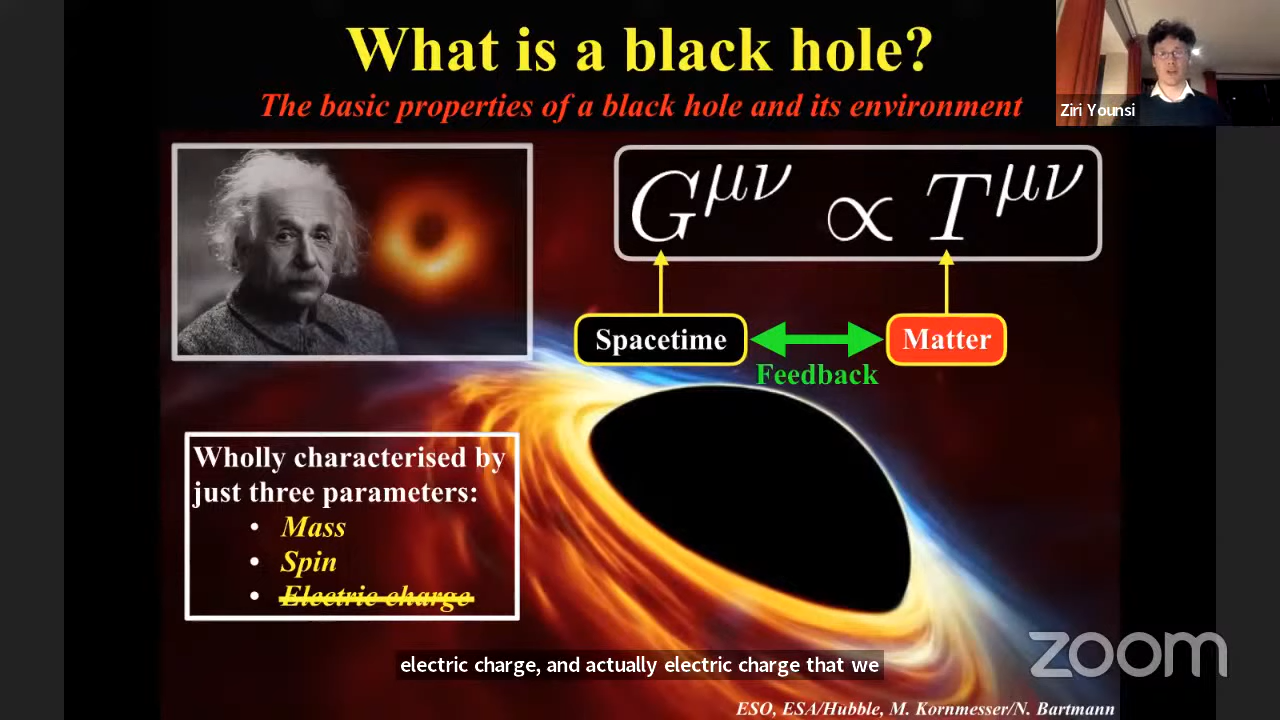 What is a black hole?
The basic properties of a black hole and its environment
Ziri Younsi
G^{μν} ∝ T^{μν}
Spacetime
Matter
Feedback
Wholly characterised by
just three parameters:
• Mass
• Spin
• Electric charge
electric charge, and actually electric charge that we
zoom
ESO, ESA/Hubble, M. Kornmesser/N. Bartmann